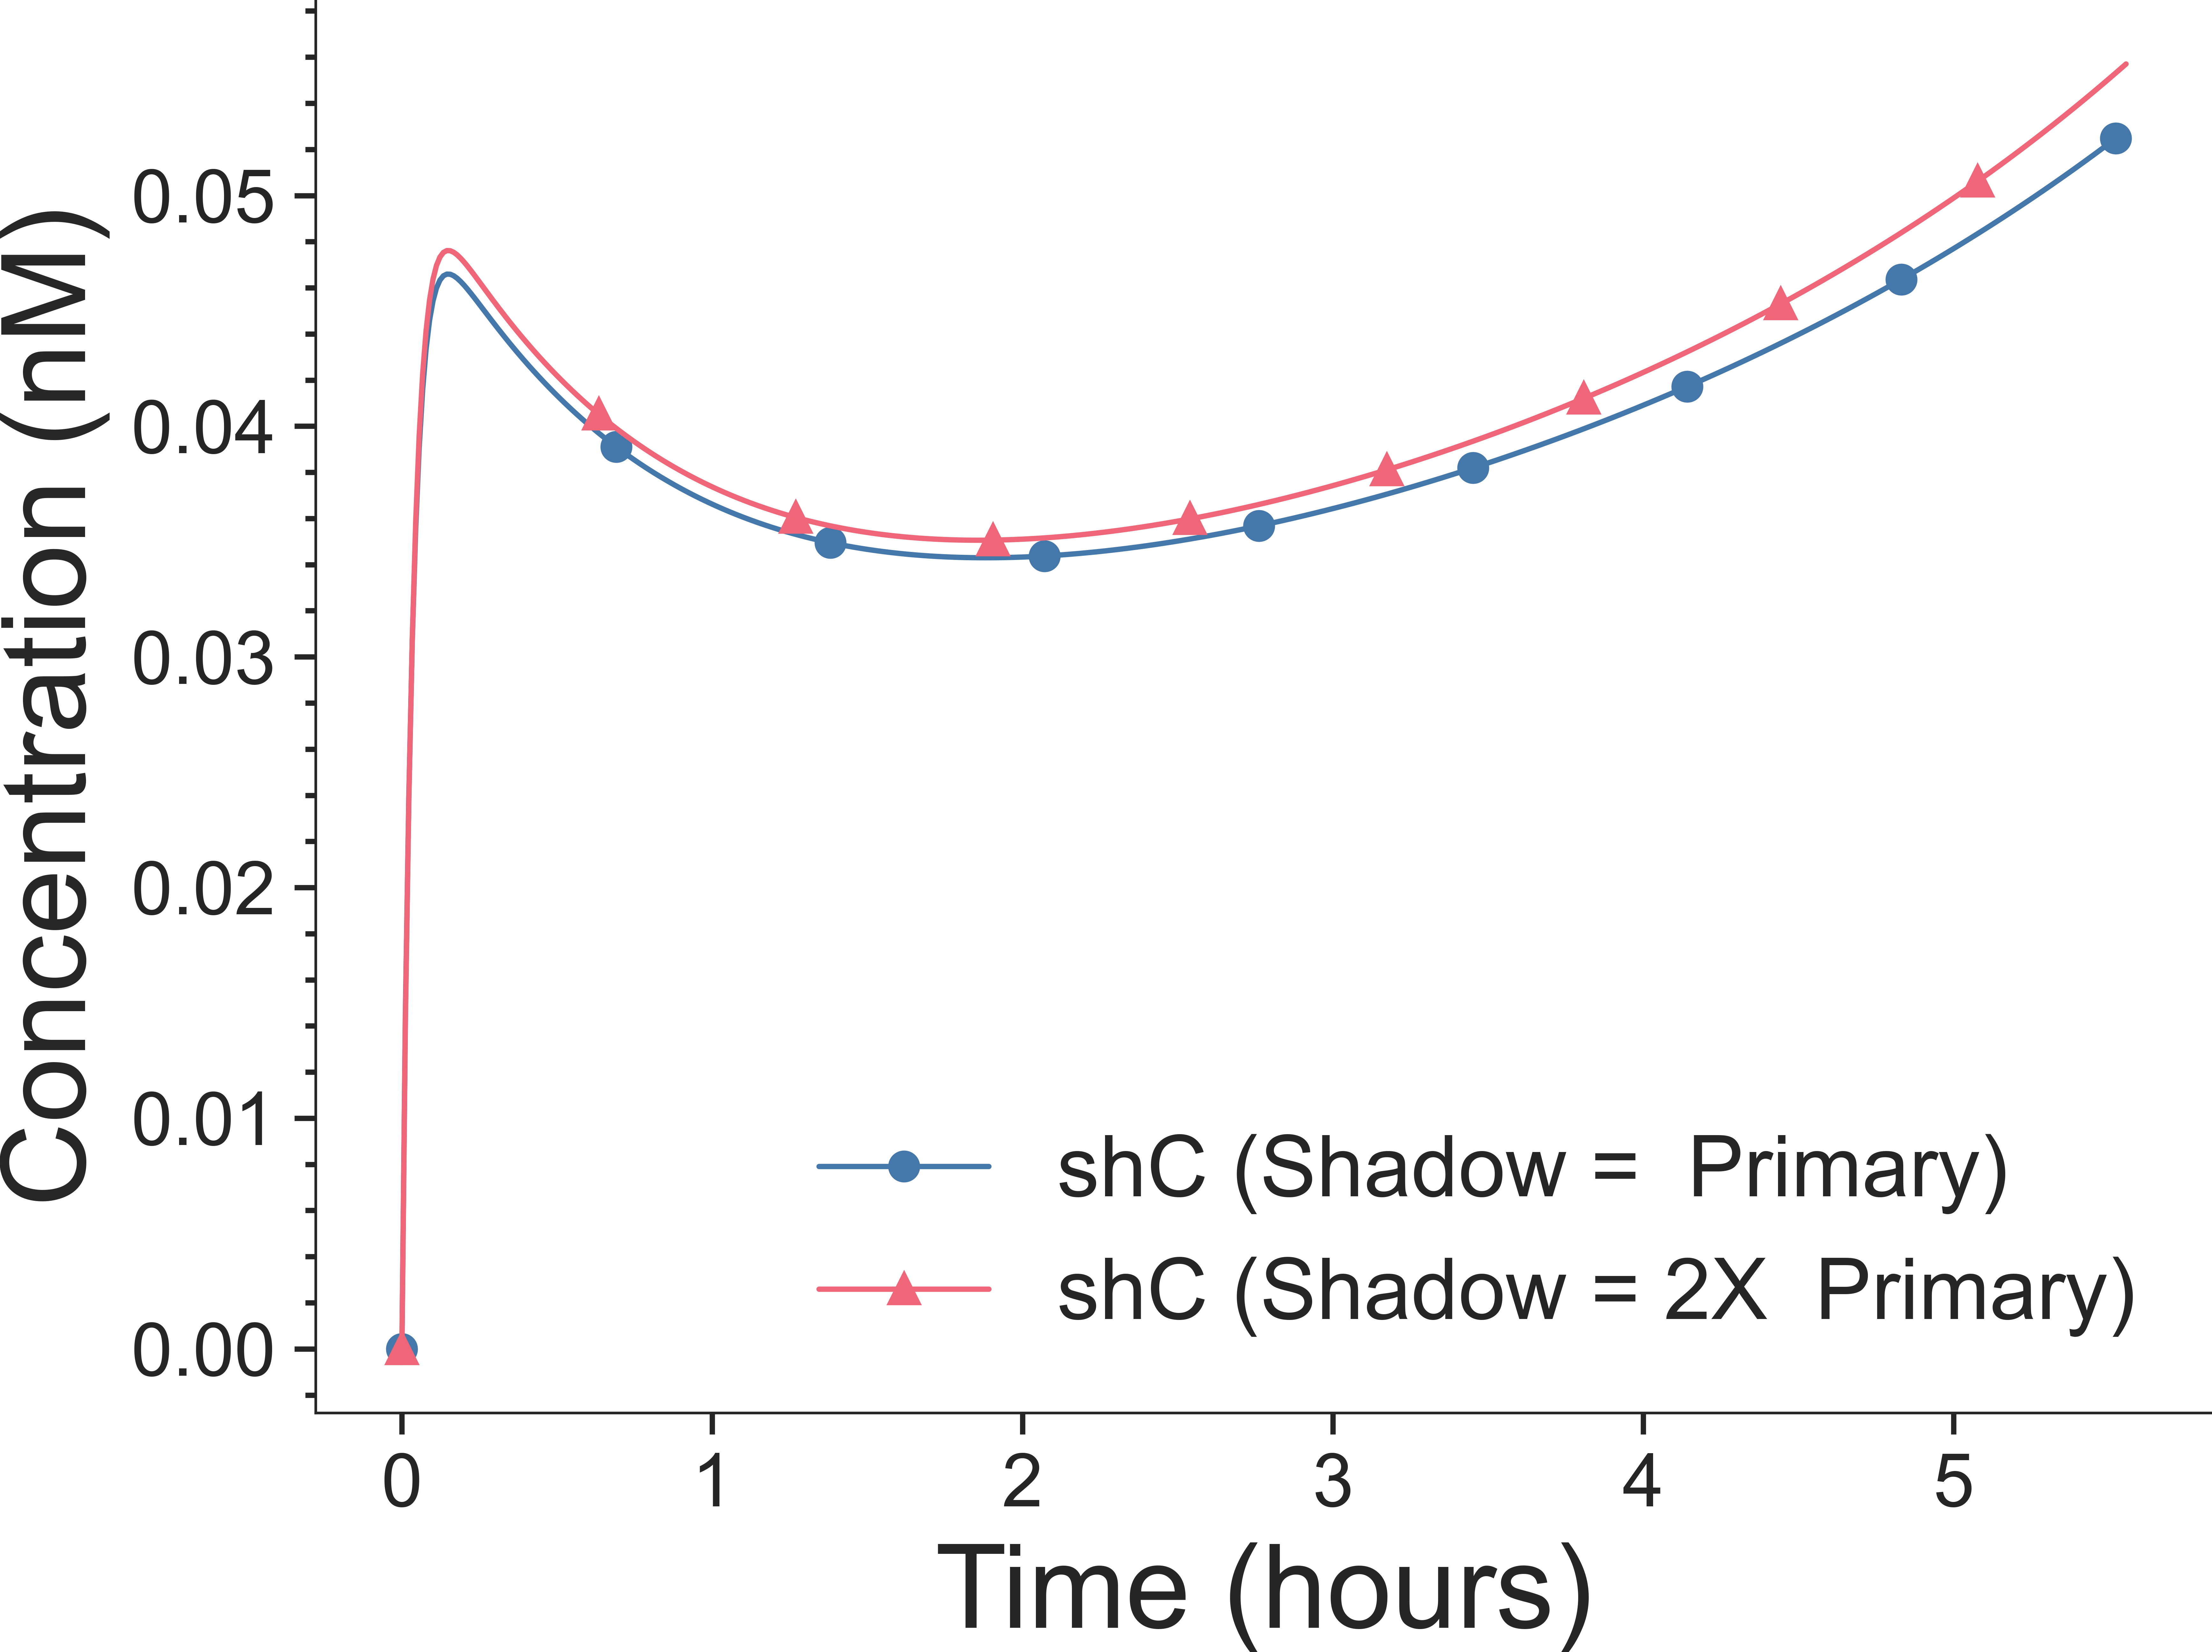 Concentration (nM)
0.05
0.04
0.03
0.02
0.01
0.00
shC (Shadow = Primary)
shC (Shadow = 2X Primary)
0 1 2 3 4 5
Time (hours)